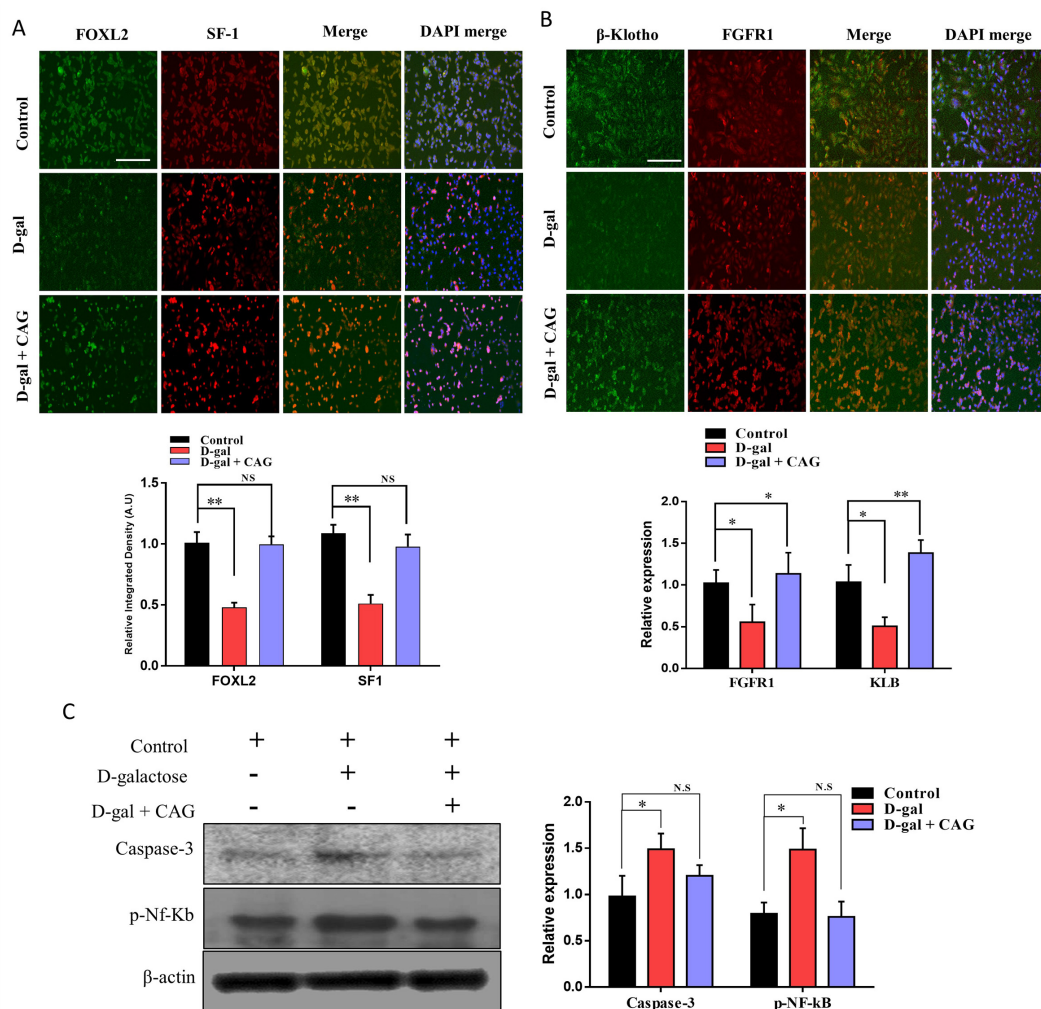 A
FOXL2 SF-1 Merge DAPI merge
Control
D-gal
D-gal + CAG
Control
D-gal
D-gal + CAG
Relative Integrated Density (A.U)
1.5
1.0
0.5
0.0
** NS
** NS
FOXL2 SF1
B
β-Klotho FGFR1 Merge DAPI merge
Control
D-gal
D-gal + CAG
Control
D-gal
D-gal + CAG
Relative expression
2.0
1.5
1.0
0.5
0.0
* *
* **
FGFR1 KLB
C
Control + + +
D-galactose - + +
D-gal + CAG - - +
Caspase-3
p-Nf-Kb
β-actin
Control
D-gal
D-gal + CAG
Relative expression
2.0
1.5
1.0
0.5
0.0
* N.S
* N.S
Caspase-3 p-NF-kB